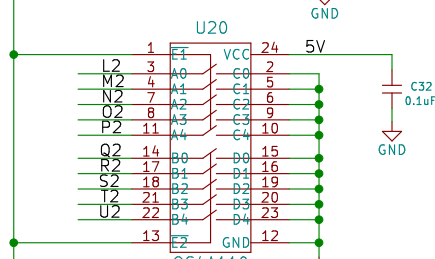 GND
U20
1 E1 VCC 24 5V
L2 3 A0 C0 2
M2 4 A1 C1 5
N2 7 A2 C2 6
O2 8 A3 C3 9
P2 11 A4 C4 10
C32
0.1uF
GND
Q2 14 B0 D0 15
R2 17 B1 D1 16
S2 18 B2 D2 19
T2 21 B3 D3 20
U2 22 B4 D4 23
13 E2 GND 12